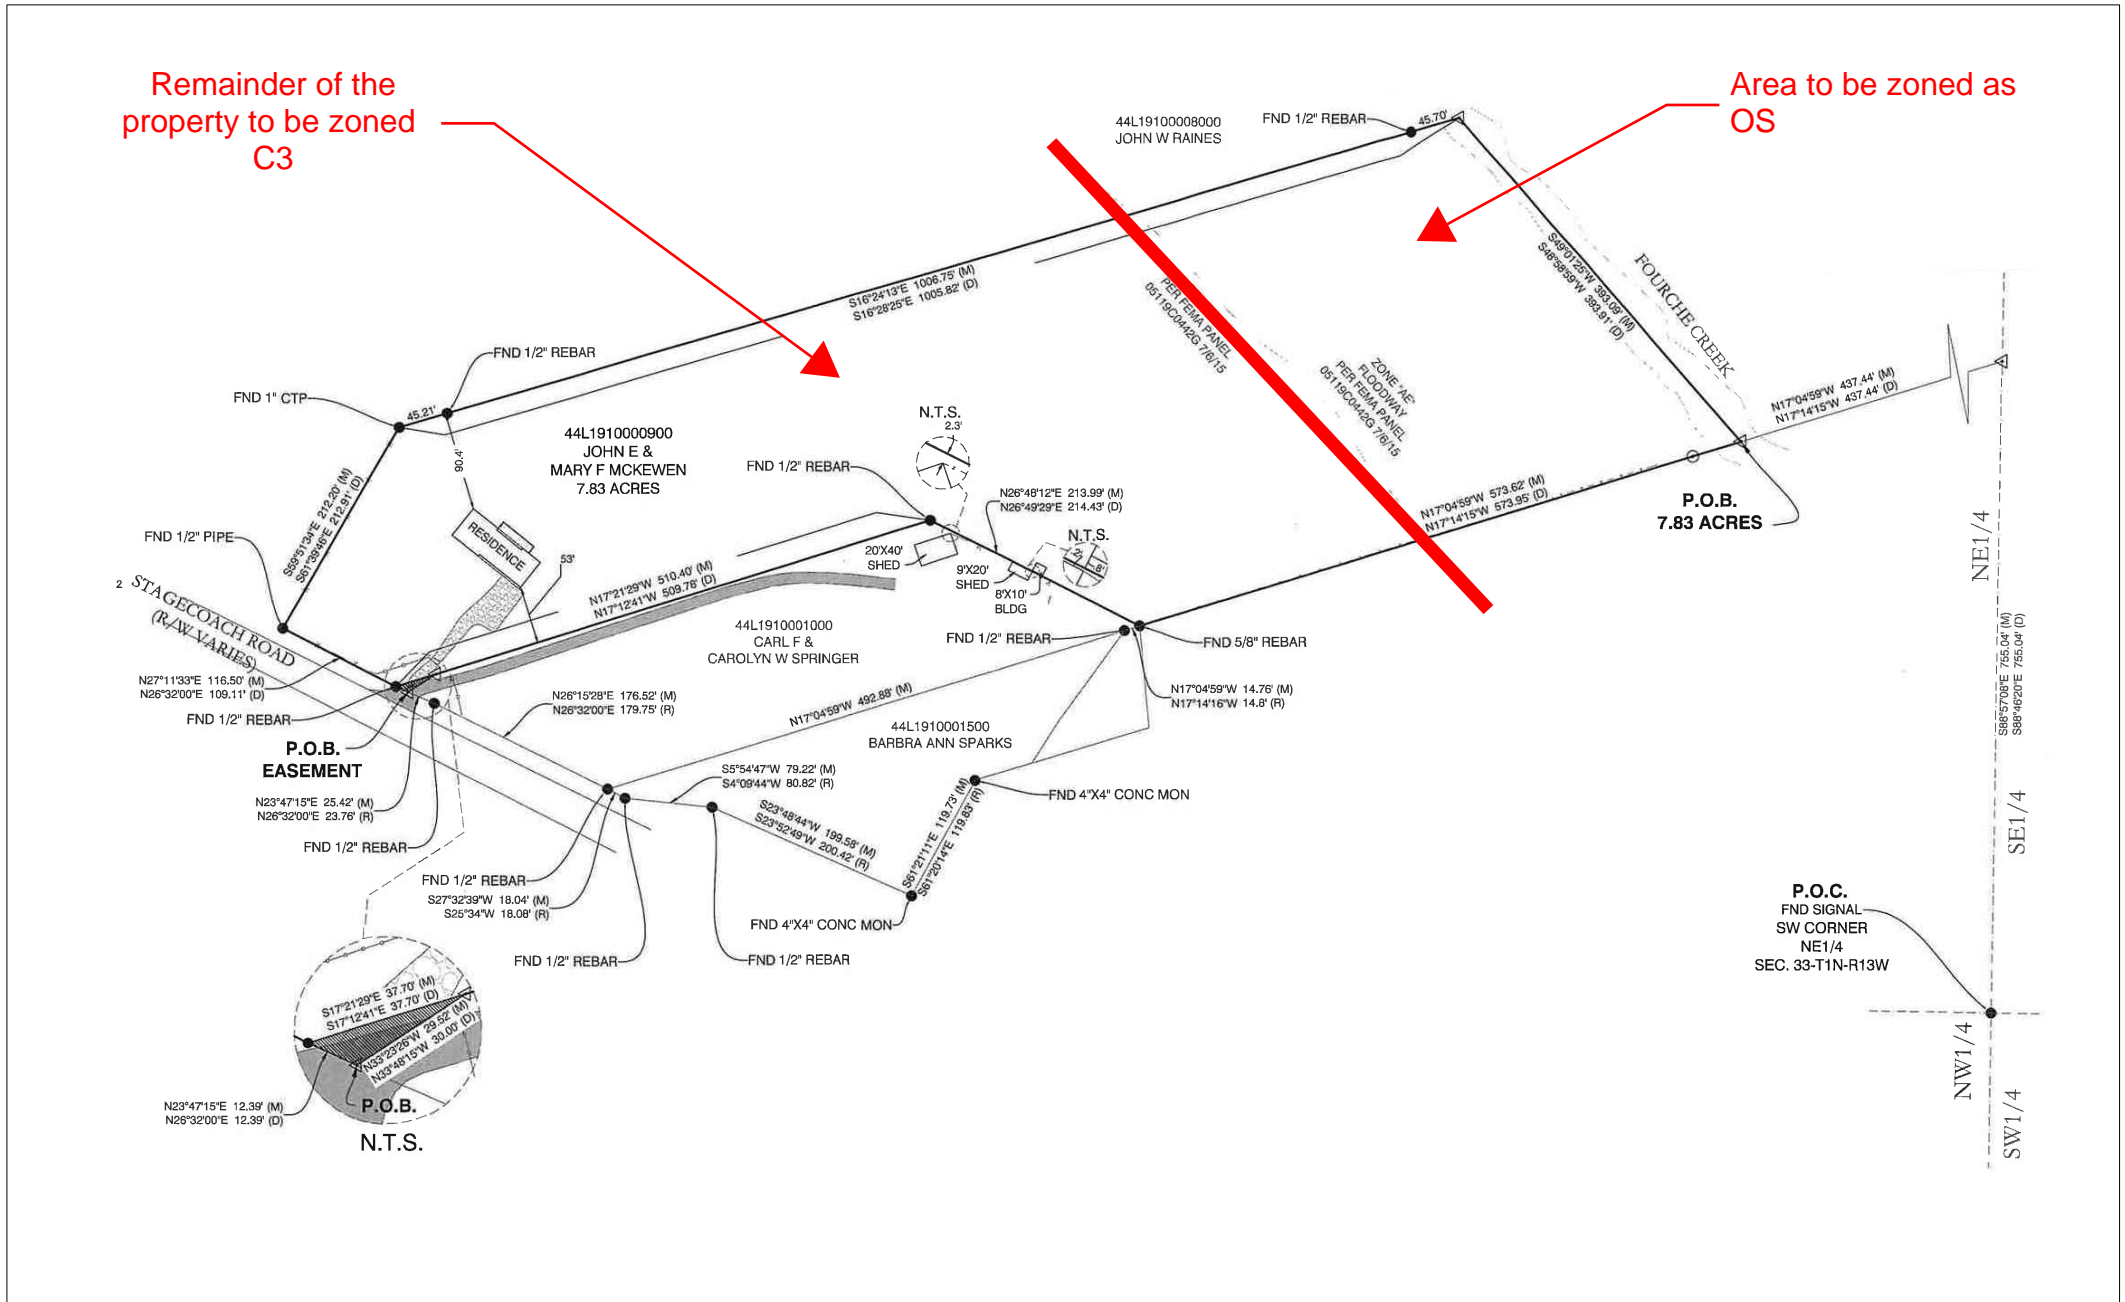 Remainder of the
property to be zoned
C3
Area to be zoned as
OS
44L19100008000
JOHN W RAINES
FND 1/2" REBAR
45.70'
S16°24'13"E 1006.75' (M)
S16°28'25"E 1005.82' (D)
PER FEMA PANEL
05119C0442G 7/6/15
ZONE "AE"
FLOODWAY
PER FEMA PANEL
05119C0442G 7/6/15
S49°01'25"W 393.09' (M)
S48°58'59"W 393.91' (D)
FOURCHE CREEK
N17°04'59"W 437.44' (M)
N17°14'15"W 437.44' (D)
FND 1/2" REBAR
FND 1" CTP
45.21'
90.4'
44L1910000900
JOHN E &
MARY F MCKEWEN
7.83 ACRES
N.T.S.
2.3'
FND 1/2" REBAR
N26°48'12"E 213.99' (M)
N26°49'29"E 214.43' (D)
N17°04'59"W 573.62' (M)
N17°14'15"W 573.95' (D)
P.O.B.
7.83 ACRES
S59°51'34"E 212.20' (M)
S61°39'46"E 212.91' (D)
FND 1/2" PIPE
RESIDENCE
53'
20'X40'
SHED
N.T.S.
.2'
.8'
9'X20'
SHED
8'X10'
BLDG
N17°21'29"W 510.40' (M)
N17°12'41"W 509.78' (D)
2
STAGECOACH ROAD
(R/W VARIES)
44L1910001000
CARL F &
CAROLYN W SPRINGER
FND 1/2" REBAR
FND 5/8" REBAR
NE1/4
S88°57'08"E 755.04' (M)
S88°46'20"E 755.04' (D)
N27°11'33"E 116.50' (M)
N26°32'00"E 109.11' (D)
FND 1/2" REBAR
N26°15'28"E 176.52' (M)
N26°32'00"E 179.75' (R)
N17°04'59"W 492.88' (M)
N17°04'59"W 14.76' (M)
N17°14'16"W 14.8' (R)
44L1910001500
BARBRA ANN SPARKS
P.O.B.
EASEMENT
S5°54'47"W 79.22' (M)
S4°09'44"W 80.82' (R)
N23°47'15"E 25.42' (M)
N26°32'00"E 23.76' (R)
FND 1/2" REBAR
S23°48'44"W 199.58' (M)
S23°52'49"W 200.42' (R)
S61°21'11"E 119.73' (M)
S61°20'14"E 119.83' (R)
FND 4"X4" CONC MON
SE1/4
FND 1/2" REBAR
S27°32'39"W 18.04' (M)
S25°34"W 18.08' (R)
FND 4"X4" CONC MON
FND 1/2" REBAR
FND 1/2" REBAR
P.O.C.
FND SIGNAL
SW CORNER
NE1/4
SEC. 33-T1N-R13W
S17°21'29"E 37.70' (M)
S17°12'41"E 37.70' (D)
N33°23'26"W 29.52' (M)
N33°48'15"W 30.00' (D)
N23°47'15"E 12.39' (M)
N26°32'00"E 12.39' (D)
P.O.B.
N.T.S.
NW1/4
SW1/4